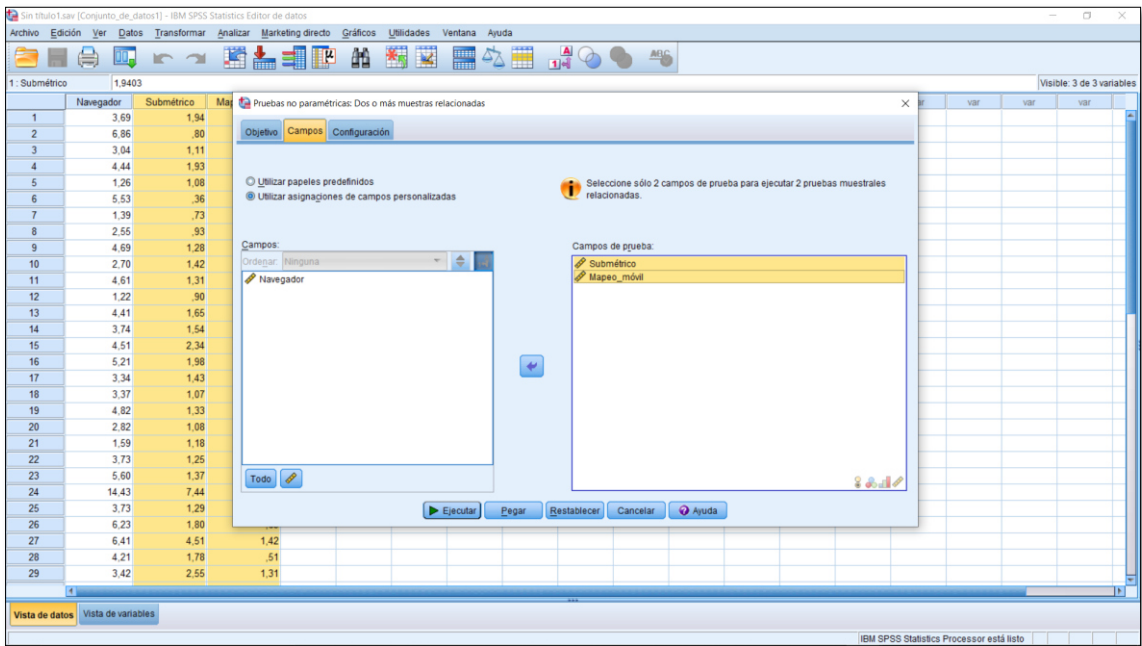 Sin título1.sav [Conjunto_de_datos1] - IBM SPSS Statistics Editor de datos
Archivo Edición Ver Datos Transformar Analizar Marketing directo Gráficos Utilidades Ventana Ayuda
1 : Submétrico 1,9403 Visible: 3 de 3 variables
Navegador Submétrico var var var
1 3,69 1,94
2 6,86 ,80
3 3,04 1,11
4 4,44 1,93
5 1,26 1,08
6 5,53 ,36
7 1,39 ,73
8 2,55 ,93
9 4,69 1,28
10 2,70 1,42
11 4,61 1,31
12 1,22 ,90
13 4,41 1,65
14 3,74 1,54
15 4,51 2,34
16 5,21 1,98
17 3,34 1,43
18 3,37 1,07
19 4,82 1,33
20 2,82 1,08
21 1,59 1,18
22 3,73 1,25
23 5,60 1,37
24 14,43 7,44
25 3,73 1,29
26 6,23 1,80
27 6,41 4,51 1,42
28 4,21 1,78 ,51
29 3,42 2,55 1,31
Pruebas no paramétricas: Dos o más muestras relacionadas
Objetivo Campos Configuración
Utilizar papeles predefinidos
Utilizar asignaciones de campos personalizadas
Seleccione sólo 2 campos de prueba para ejecutar 2 pruebas muestrales
relacionadas.
Campos:
Ordenar: Ninguna
Navegador
Todo
Campos de prueba:
Submétrico
Mapeo_móvil
Ejecutar Pegar Restablecer Cancelar Ayuda
Vista de datos Vista de variables
IBM SPSS Statistics Processor está listo